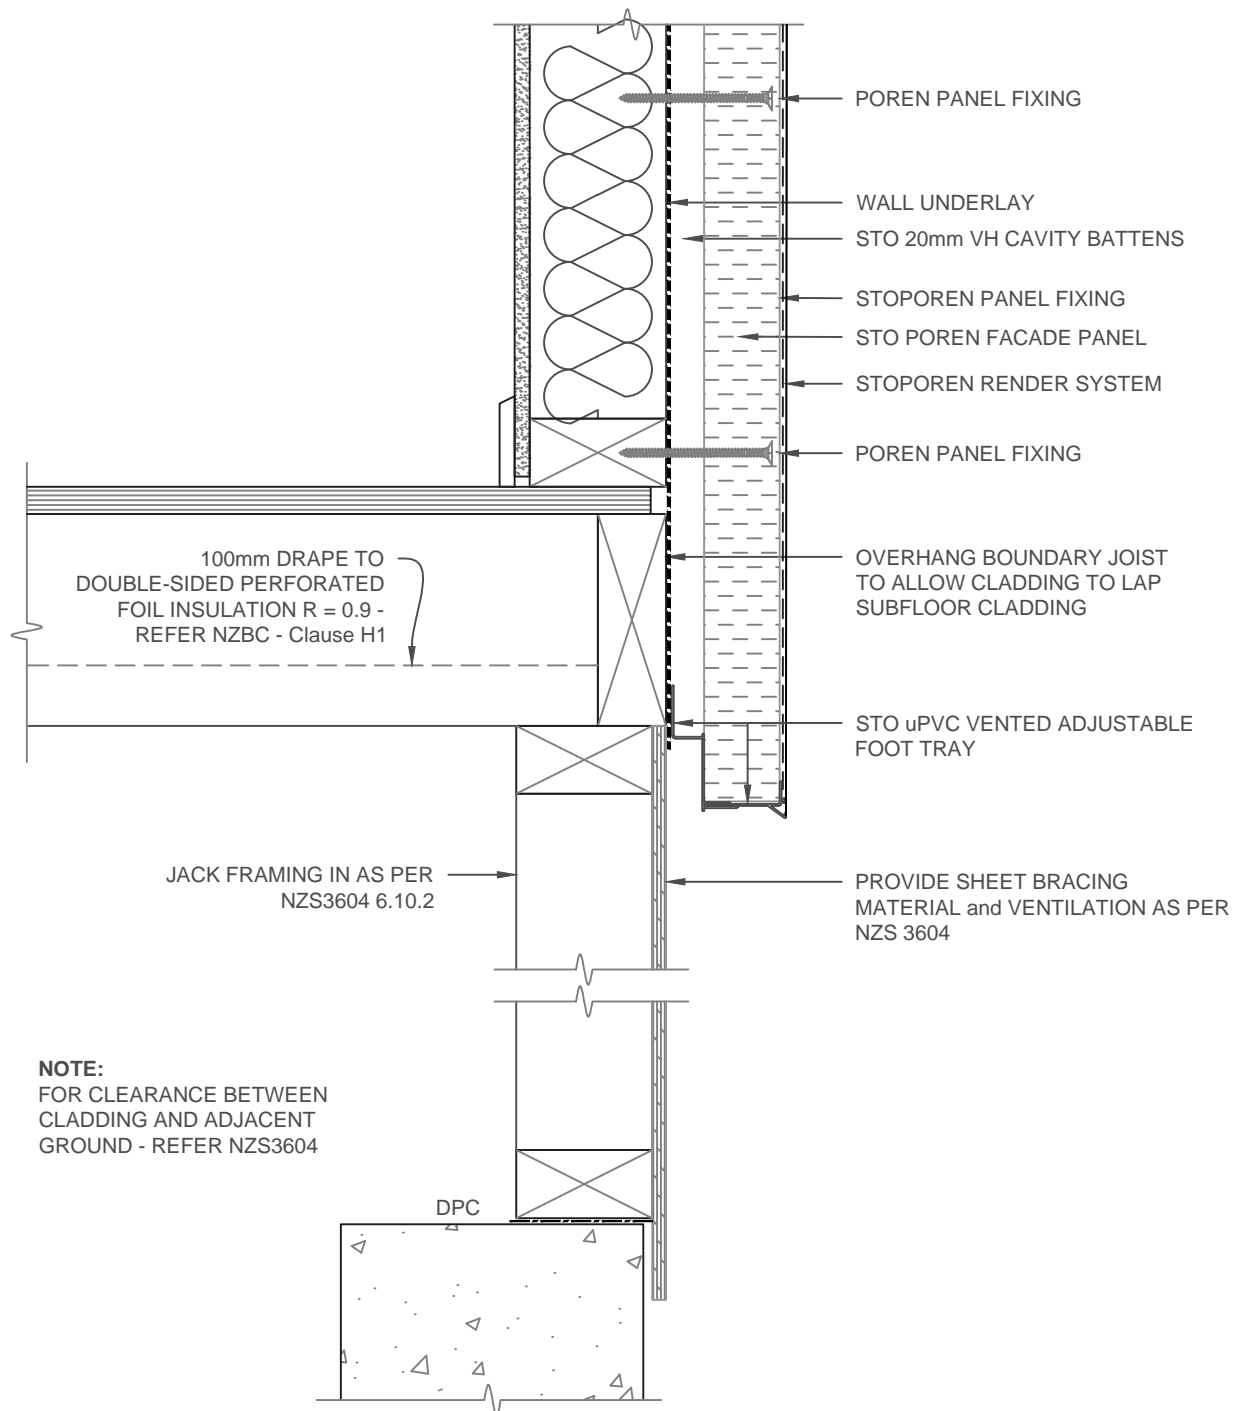 POREN PANEL FIXING
WALL UNDERLAY
STO 20mm VH CAVITY BATTENS
STOPOREN PANEL FIXING
STO POREN FACADE PANEL
STOPOREN RENDER SYSTEM
POREN PANEL FIXING
100mm DRAPE TO
DOUBLE-SIDED PERFORATED
FOIL INSULATION R = 0.9 -
REFER NZBC - Clause H1
OVERHANG BOUNDARY JOIST
TO ALLOW CLADDING TO LAP
SUBFLOOR CLADDING
STO uPVC VENTED ADJUSTABLE
FOOT TRAY
JACK FRAMING IN AS PER
NZS3604 6.10.2
PROVIDE SHEET BRACING
MATERIAL and VENTILATION AS PER
NZS 3604
NOTE:
FOR CLEARANCE BETWEEN
CLADDING AND ADJACENT
GROUND - REFER NZS3604
DPC